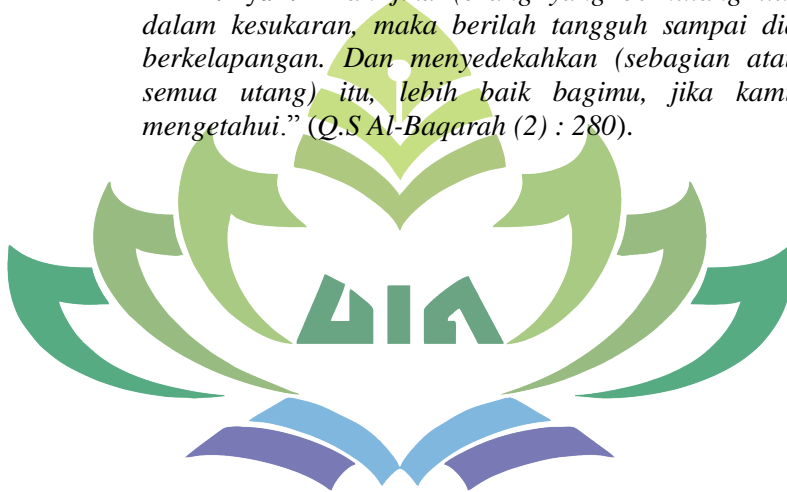 dalam kesukaran, maka berilah tangguh sampai dia
berkelapangan. Dan menyedekahkan (sebagian atau
semua utang) itu, lebih baik bagimu, jika kamu
mengetahui.” (Q.S Al-Baqarah (2) : 280).
UIN